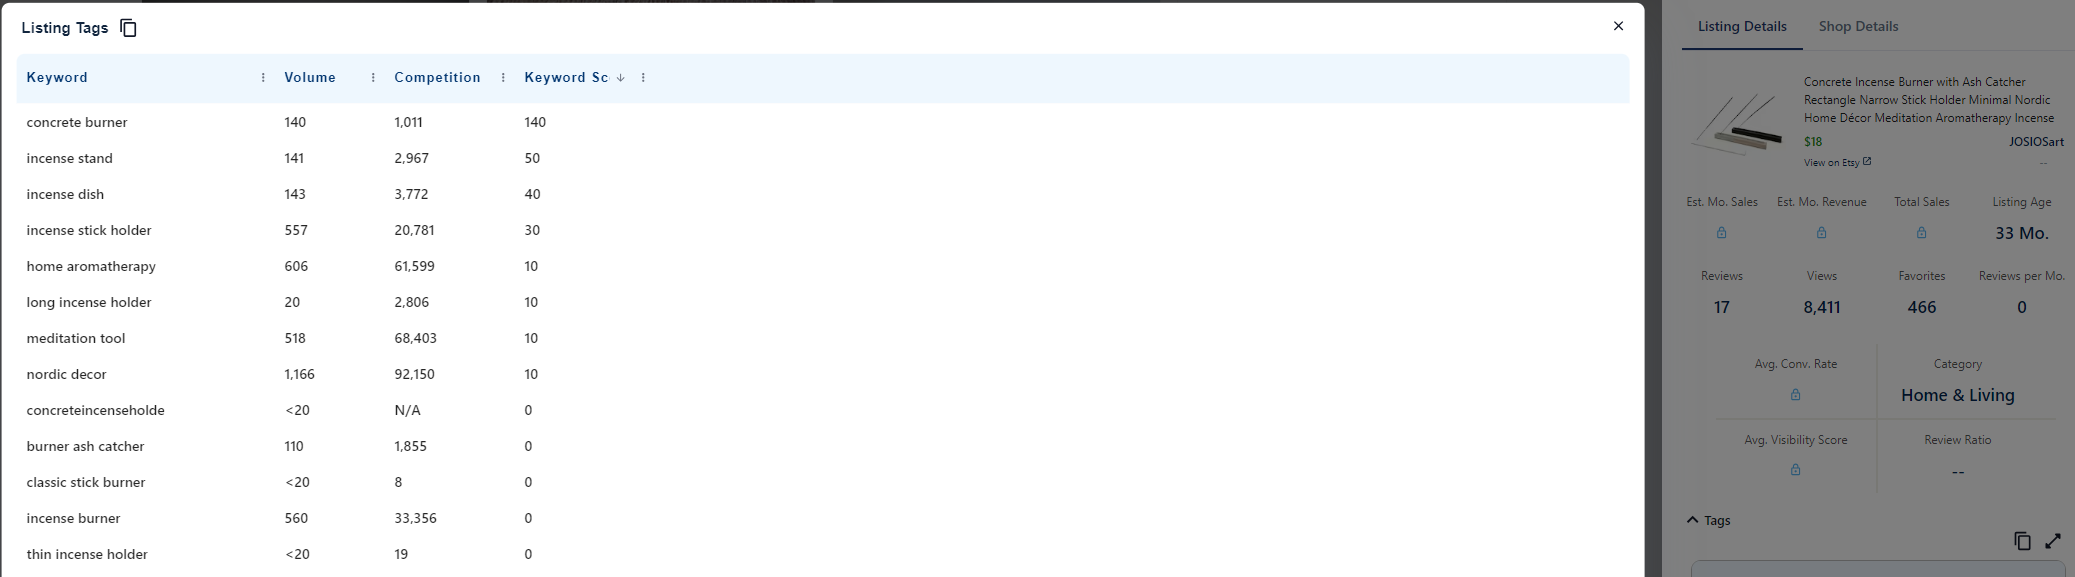 Listing Tags
Keyword Volume Competition Keyword Sc
concrete burner 140 1,011 140
incense stand 141 2,967 50
incense dish 143 3,772 40
incense stick holder 557 20,781 30
home aromatherapy 606 61,599 10
long incense holder 20 2,806 10
meditation tool 518 68,403 10
nordic decor 1,166 92,150 10
concreteincenseholde <20 N/A 0
burner ash catcher 110 1,855 0
classic stick burner <20 8 0
incense burner 560 33,356 0
thin incense holder <20 19 0
Listing Details Shop Details
Concrete Incense Burner with Ash Catcher
Rectangle Narrow Stick Holder Minimal Nordic
Home Décor Meditation Aromatherapy Incense
$18 JOSIOSart
View on Etsy --
Est. Mo. Sales Est. Mo. Revenue Total Sales Listing Age
33 Mo.
Reviews Views Favorites Reviews per Mo.
17 8,411 466 0
Avg. Conv. Rate Category
Home & Living
Avg. Visibility Score Review Ratio
--
Tags